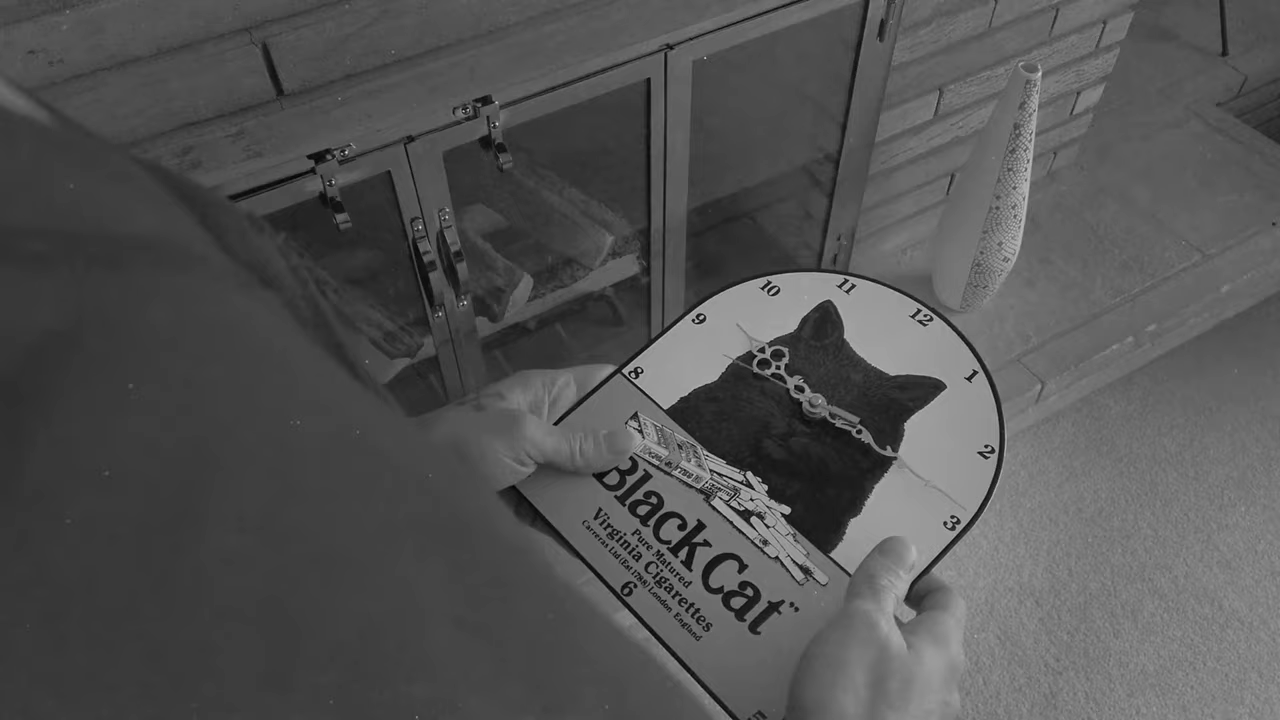 10
11
12
9
1
8
2
3
Black Cat
Pure Matured
Virginia Cigarettes
Carreras Ltd (Est 1788) London England
6
5